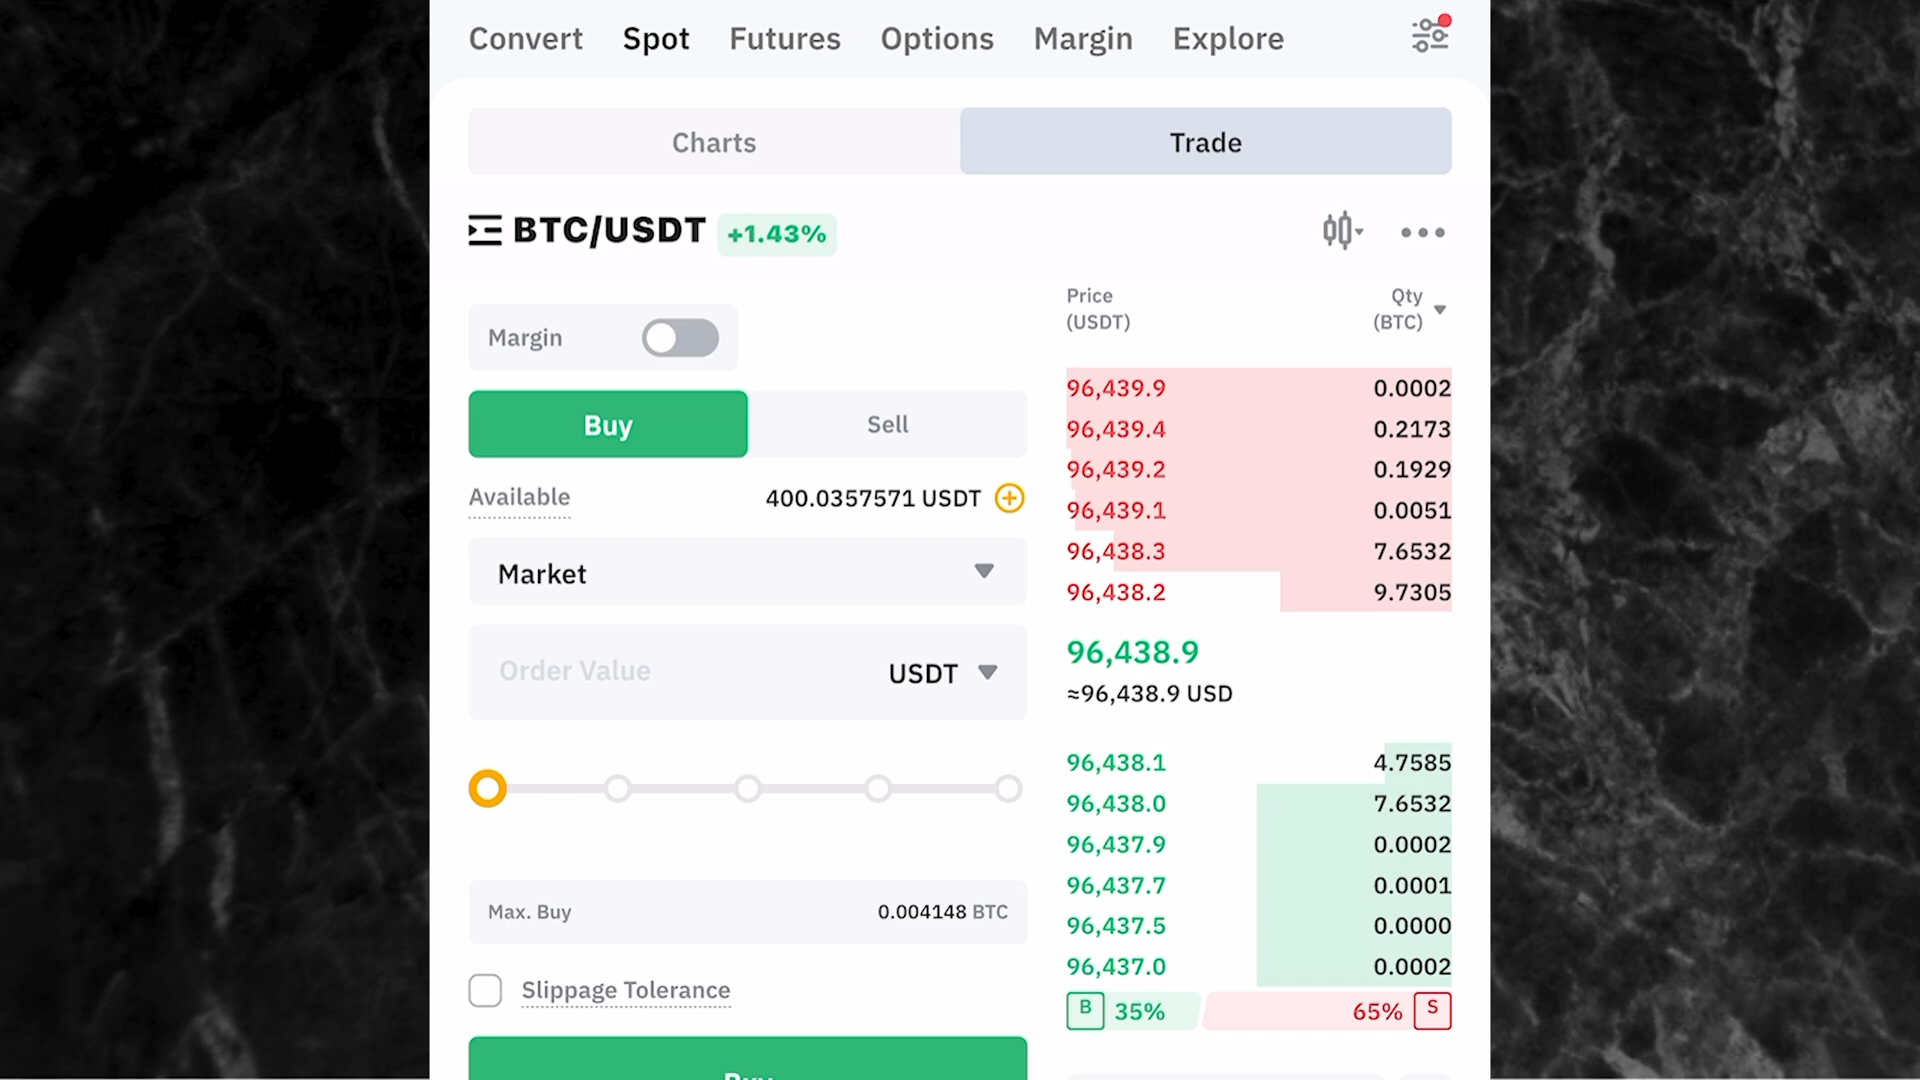 Convert Spot Futures Options Margin Explore
Charts Trade
BTC/USDT +1.43%
Margin
Buy Sell
Available 400.0357571 USDT
Market
Order Value USDT
Max. Buy 0.004148 BTC
Slippage Tolerance
Buy
Price Qty
(USDT) (BTC)
96,439.9 0.0002
96,439.4 0.2173
96,439.2 0.1929
96,439.1 0.0051
96,438.3 7.6532
96,438.2 9.7305
96,438.9
≈96,438.9 USD
96,438.1 4.7585
96,438.0 7.6532
96,437.9 0.0002
96,437.7 0.0001
96,437.5 0.0000
96,437.0 0.0002
B 35% 65% S